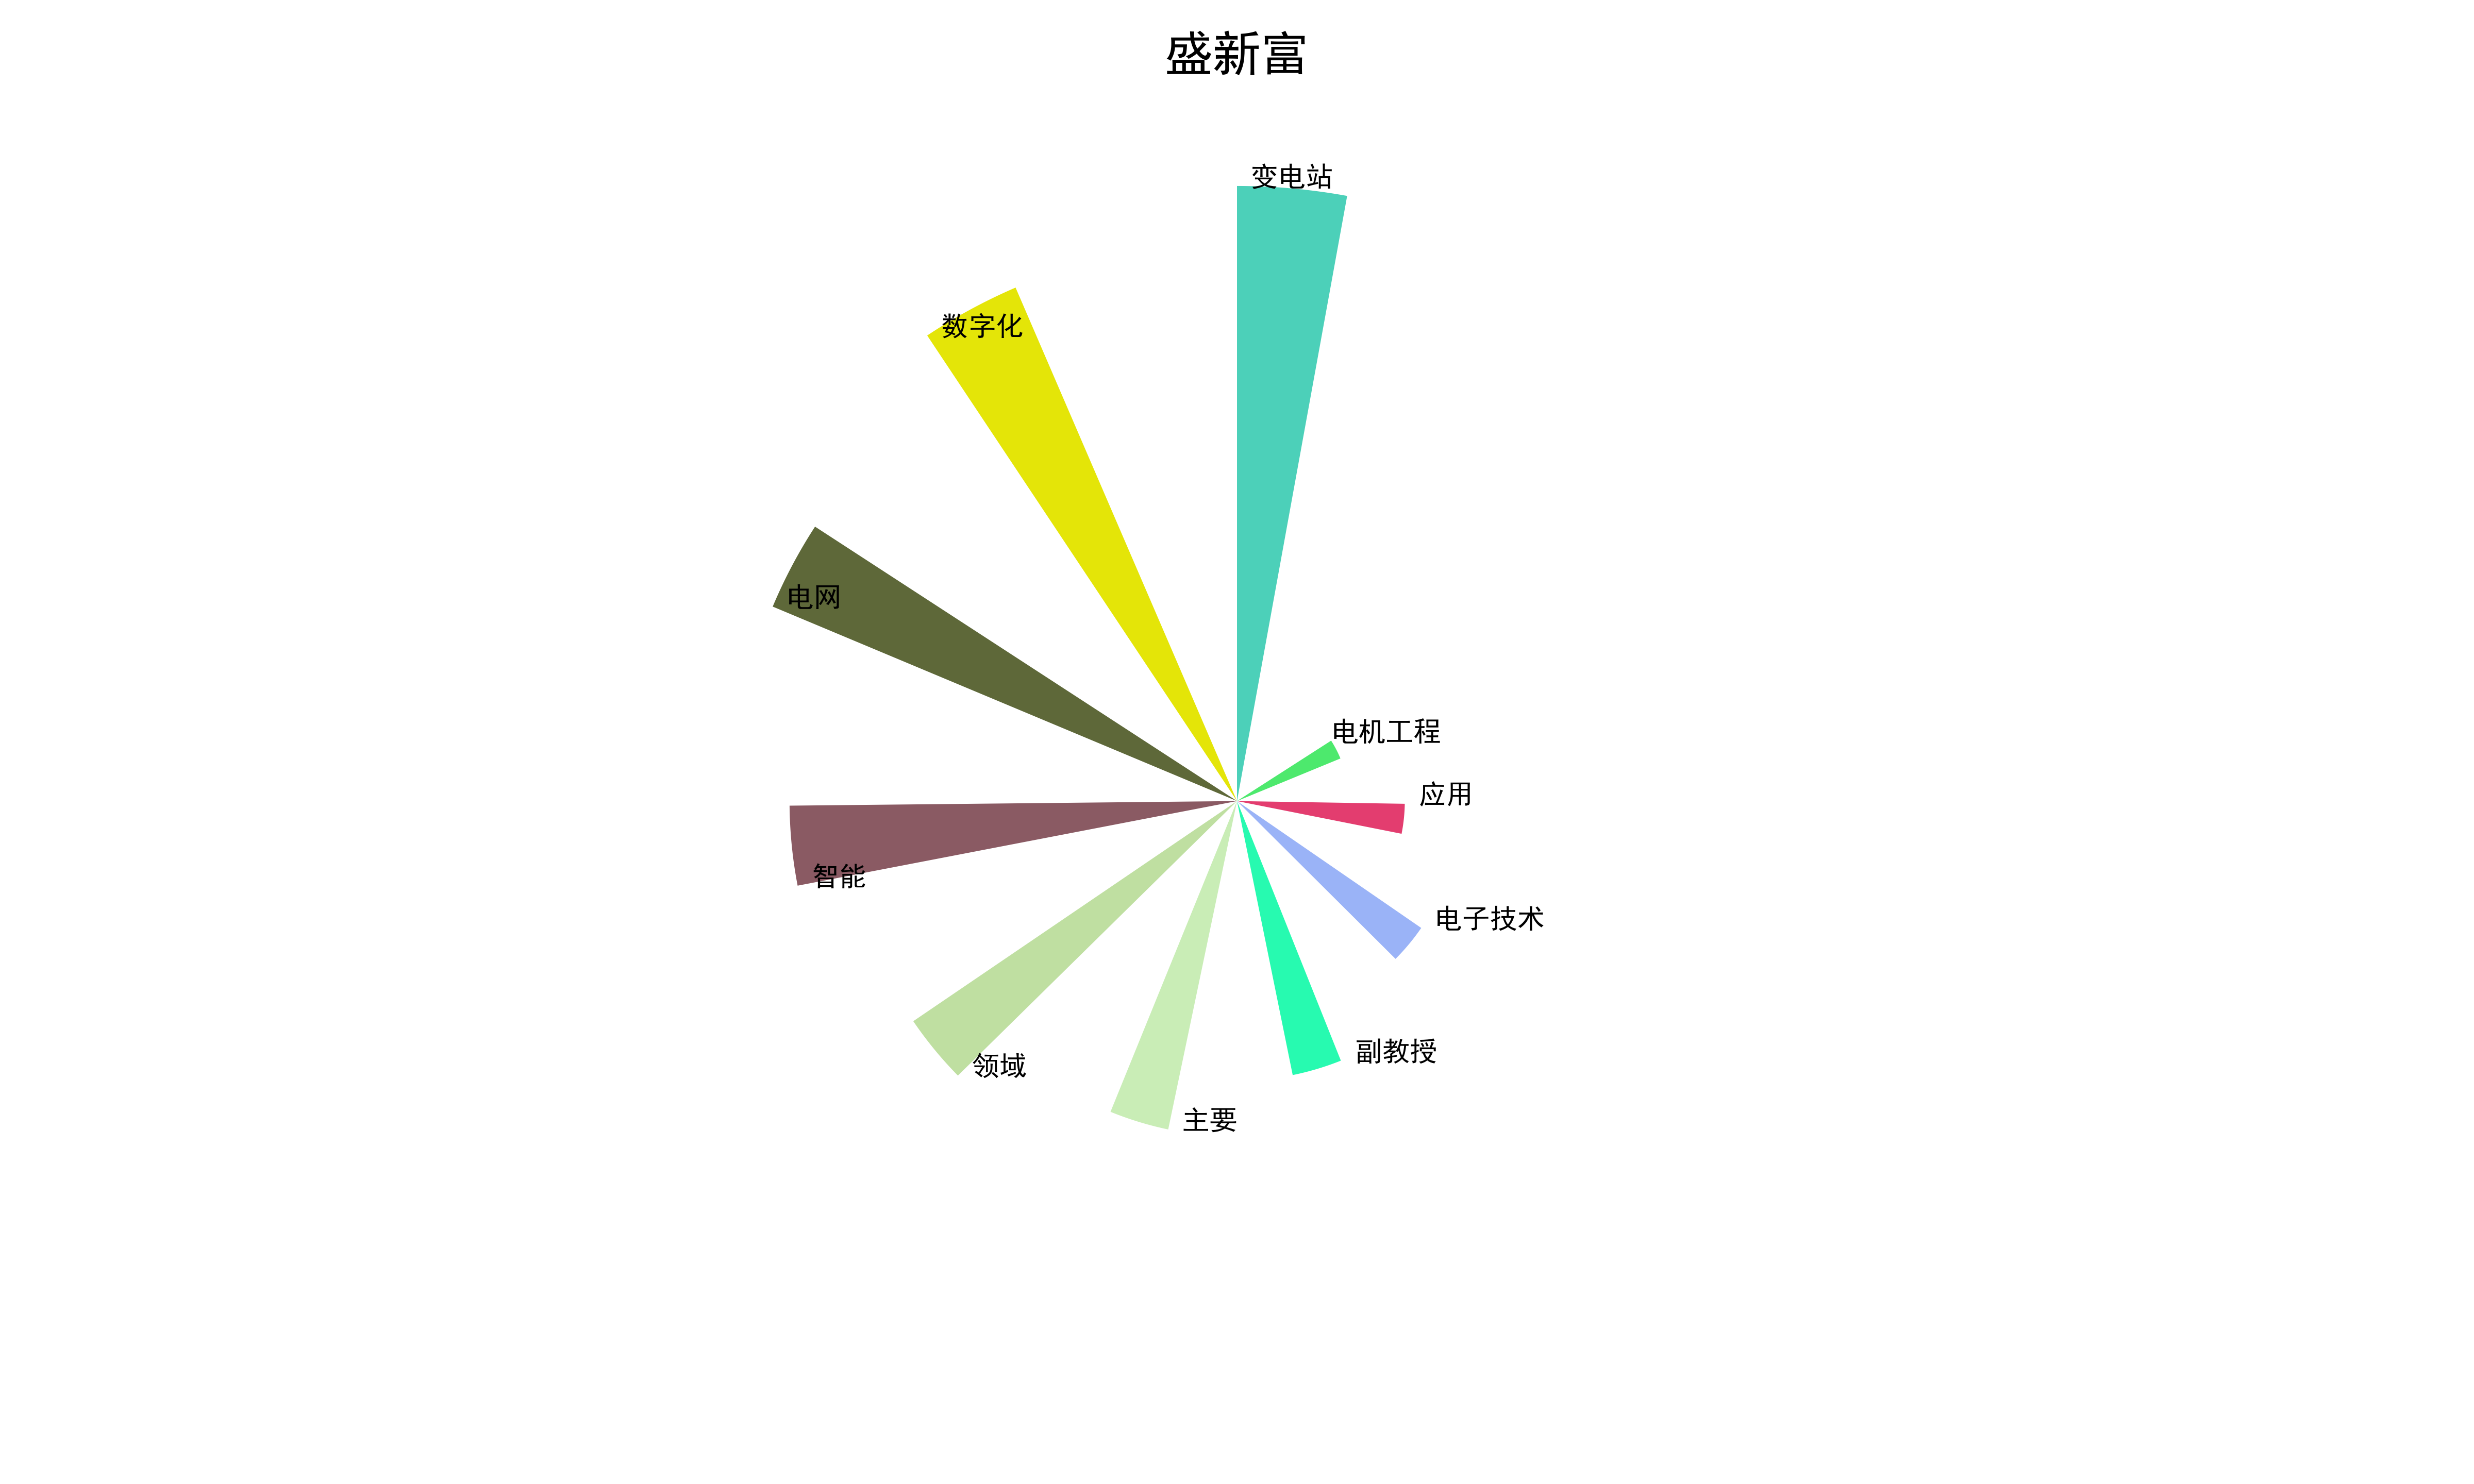 盛新富
变电站
数字化
电网
电机工程
应用
智能
电子技术
副教授
领域
主要